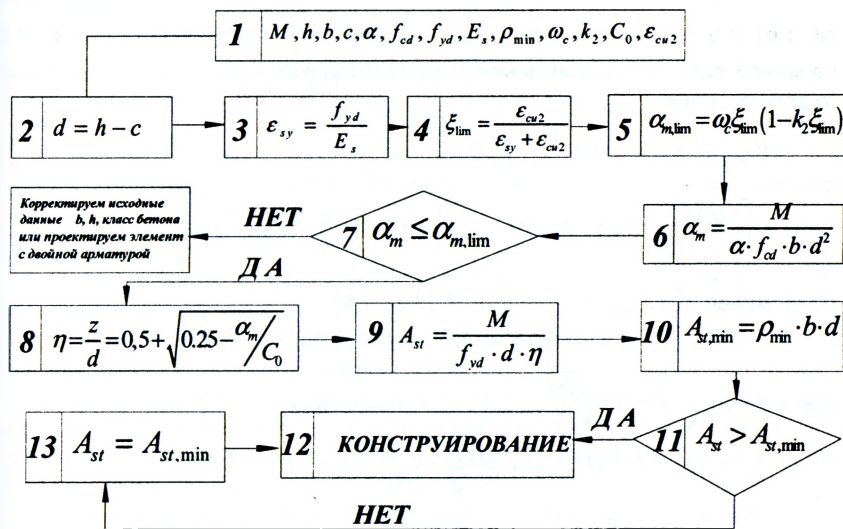 1 M, h, b, c, α, f_cd, f_yd, E_s, ρ_min, ω_c, k_2, C_0, ε_cu2
2 d = h − c
3 ε_sy = f_yd / E_s
4 ξ_lim = ε_cu2 / (ε_sy + ε_cu2)
5 α_m,lim = ω_c ξ_lim (1 − k_2 ξ_lim)
Корректируем исходные
данные b, h, класс бетона
или проектируем элемент
с двойной арматурой
НЕТ
7 α_m ≤ α_m,lim
6 α_m = M / (α · f_cd · b · d²)
ДА
8 η = z/d = 0,5 + √(0.25 − α_m/C_0)
9 A_st = M / (f_yd · d · η)
10 A_st,min = ρ_min · b · d
13 A_st = A_st,min
12 КОНСТРУИРОВАНИЕ
ДА
11 A_st > A_st,min
НЕТ